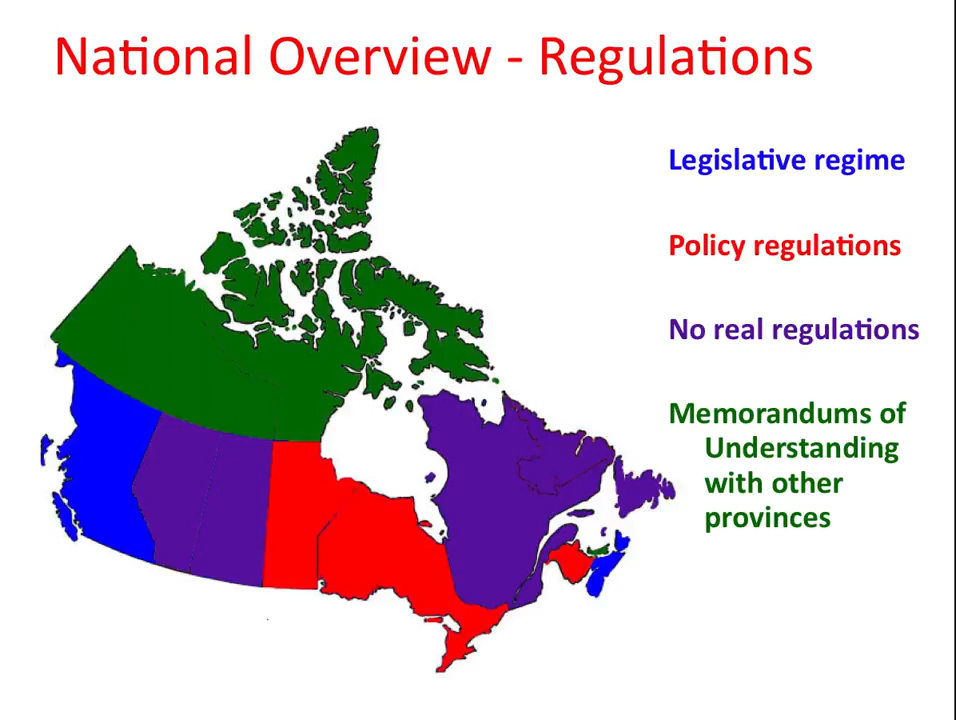 National Overview - Regulations
Legislative regime
Policy regulations
No real regulations
Memorandums of
Understanding
with other
provinces